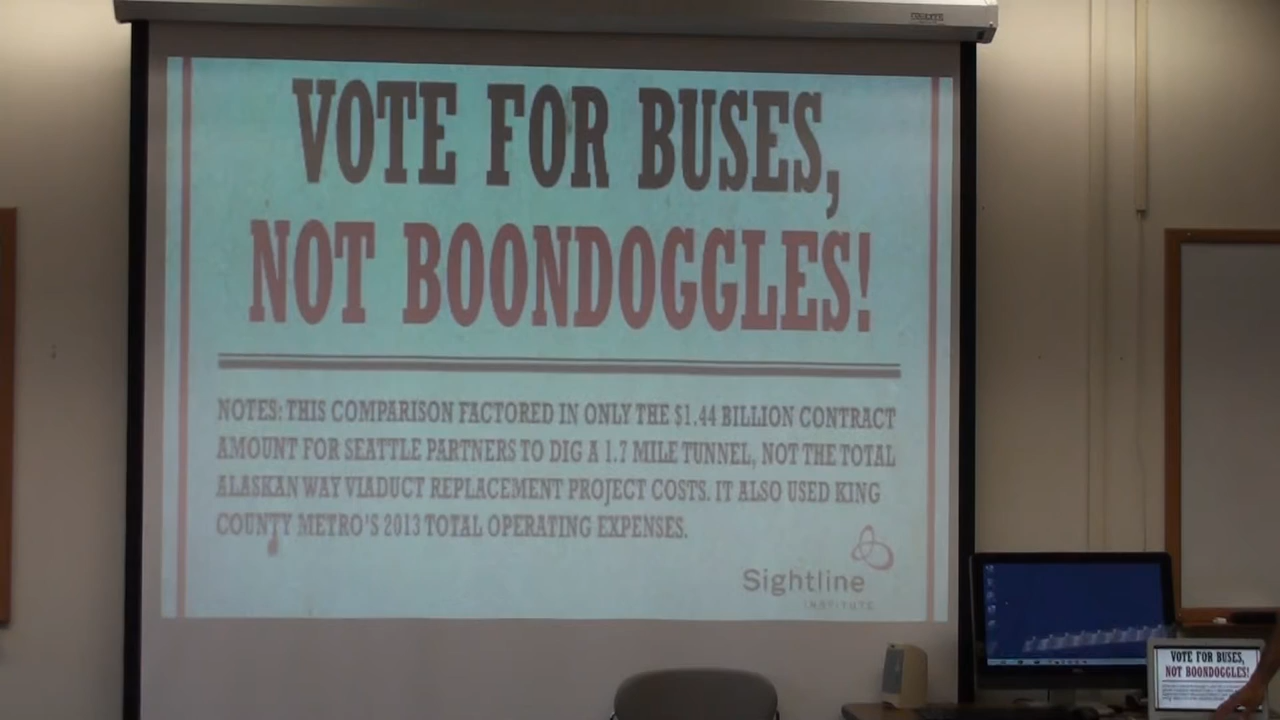 VOTE FOR BUSES,
NOT BOONDOGGLES!
NOTES: THIS COMPARISON FACTORED IN ONLY THE $1.44 BILLION CONTRACT
AMOUNT FOR SEATTLE PARTNERS TO DIG A 1.7 MILE TUNNEL, NOT THE TOTAL
ALASKAN WAY VIADUCT REPLACEMENT PROJECT COSTS. IT ALSO USED KING
COUNTY METRO'S 2013 TOTAL OPERATING EXPENSES.
Sightline
INSTITUTE
VOTE FOR BUSES,
NOT BOONDOGGLES!